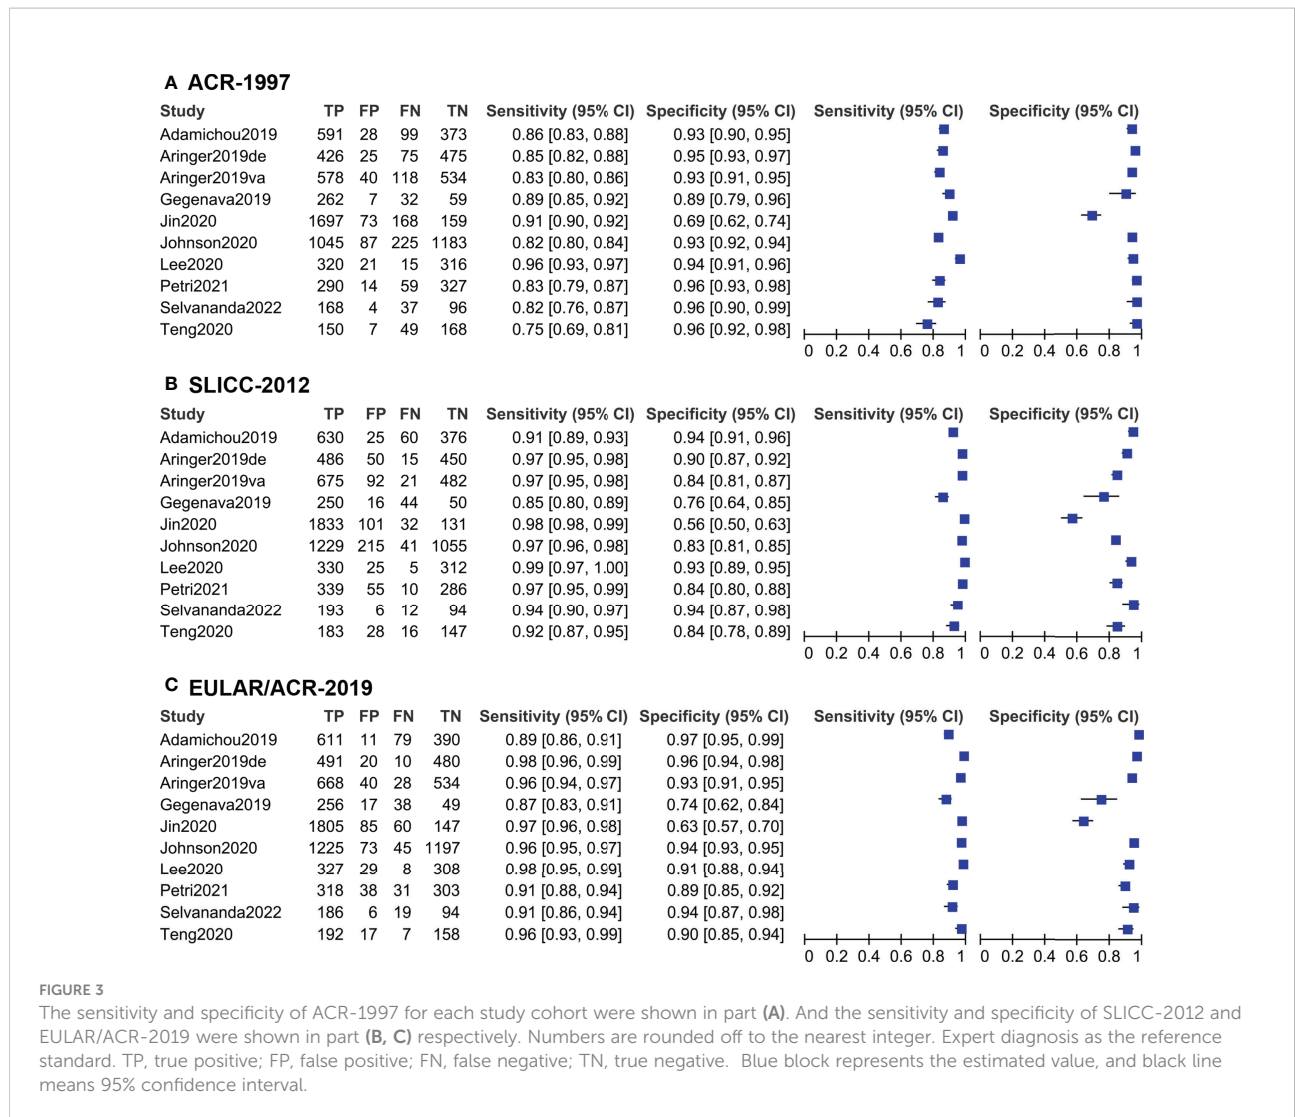 A ACR-1997
Study TP FP FN TN Sensitivity (95% CI) Specificity (95% CI) Sensitivity (95% CI) Specificity (95% CI)
Adamichou2019 591 28 99 373 0.86 [0.83, 0.88] 0.93 [0.90, 0.95]
Aringer2019de 426 25 75 475 0.85 [0.82, 0.88] 0.95 [0.93, 0.97]
Aringer2019va 578 40 118 534 0.83 [0.80, 0.86] 0.93 [0.91, 0.95]
Gegenava2019 262 7 32 59 0.89 [0.85, 0.92] 0.89 [0.79, 0.96]
Jin2020 1697 73 168 159 0.91 [0.90, 0.92] 0.69 [0.62, 0.74]
Johnson2020 1045 87 225 1183 0.82 [0.80, 0.84] 0.93 [0.92, 0.94]
Lee2020 320 21 15 316 0.96 [0.93, 0.97] 0.94 [0.91, 0.96]
Petri2021 290 14 59 327 0.83 [0.79, 0.87] 0.96 [0.93, 0.98]
Selvananda2022 168 4 37 96 0.82 [0.76, 0.87] 0.96 [0.90, 0.99]
Teng2020 150 7 49 168 0.75 [0.69, 0.81] 0.96 [0.92, 0.98]
0 0.2 0.4 0.6 0.8 1 0 0.2 0.4 0.6 0.8 1
B SLICC-2012
Study TP FP FN TN Sensitivity (95% CI) Specificity (95% CI) Sensitivity (95% CI) Specificity (95% CI)
Adamichou2019 630 25 60 376 0.91 [0.89, 0.93] 0.94 [0.91, 0.96]
Aringer2019de 486 50 15 450 0.97 [0.95, 0.98] 0.90 [0.87, 0.92]
Aringer2019va 675 92 21 482 0.97 [0.95, 0.98] 0.84 [0.81, 0.87]
Gegenava2019 250 16 44 50 0.85 [0.80, 0.89] 0.76 [0.64, 0.85]
Jin2020 1833 101 32 131 0.98 [0.98, 0.99] 0.56 [0.50, 0.63]
Johnson2020 1229 215 41 1055 0.97 [0.96, 0.98] 0.83 [0.81, 0.85]
Lee2020 330 25 5 312 0.99 [0.97, 1.00] 0.93 [0.89, 0.95]
Petri2021 339 55 10 286 0.97 [0.95, 0.99] 0.84 [0.80, 0.88]
Selvananda2022 193 6 12 94 0.94 [0.90, 0.97] 0.94 [0.87, 0.98]
Teng2020 183 28 16 147 0.92 [0.87, 0.95] 0.84 [0.78, 0.89]
0 0.2 0.4 0.6 0.8 1 0 0.2 0.4 0.6 0.8 1
C EULAR/ACR-2019
Study TP FP FN TN Sensitivity (95% CI) Specificity (95% CI) Sensitivity (95% CI) Specificity (95% CI)
Adamichou2019 611 11 79 390 0.89 [0.86, 0.91] 0.97 [0.95, 0.99]
Aringer2019de 491 20 10 480 0.98 [0.96, 0.99] 0.96 [0.94, 0.98]
Aringer2019va 668 40 28 534 0.96 [0.94, 0.97] 0.93 [0.91, 0.95]
Gegenava2019 256 17 38 49 0.87 [0.83, 0.91] 0.74 [0.62, 0.84]
Jin2020 1805 85 60 147 0.97 [0.96, 0.98] 0.63 [0.57, 0.70]
Johnson2020 1225 73 45 1197 0.96 [0.95, 0.97] 0.94 [0.93, 0.95]
Lee2020 327 29 8 308 0.98 [0.95, 0.99] 0.91 [0.88, 0.94]
Petri2021 318 38 31 303 0.91 [0.88, 0.94] 0.89 [0.85, 0.92]
Selvananda2022 186 6 19 94 0.91 [0.86, 0.94] 0.94 [0.87, 0.98]
Teng2020 192 17 7 158 0.96 [0.93, 0.99] 0.90 [0.85, 0.94]
0 0.2 0.4 0.6 0.8 1 0 0.2 0.4 0.6 0.8 1
FIGURE 3
The sensitivity and specificity of ACR-1997 for each study cohort were shown in part (A). And the sensitivity and specificity of SLICC-2012 and
EULAR/ACR-2019 were shown in part (B, C) respectively. Numbers are rounded off to the nearest integer. Expert diagnosis as the reference
standard. TP, true positive; FP, false positive; FN, false negative; TN, true negative. Blue block represents the estimated value, and black line
means 95% confidence interval.